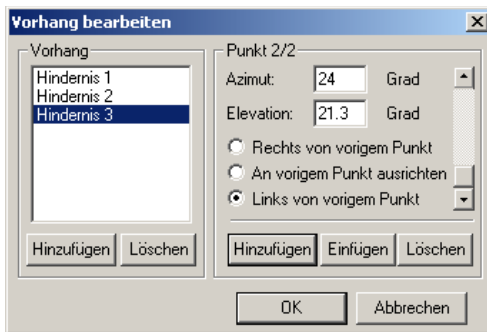 Vorhang bearbeiten
Vorhang
Hindernis 1
Hindernis 2
Hindernis 3
Hinzufügen Löschen
Punkt 2/2
Azimut: 24 Grad
Elevation: 21.3 Grad
Rechts von vorigem Punkt
An vorigem Punkt ausrichten
Links von vorigem Punkt
Hinzufügen Einfügen Löschen
OK Abbrechen